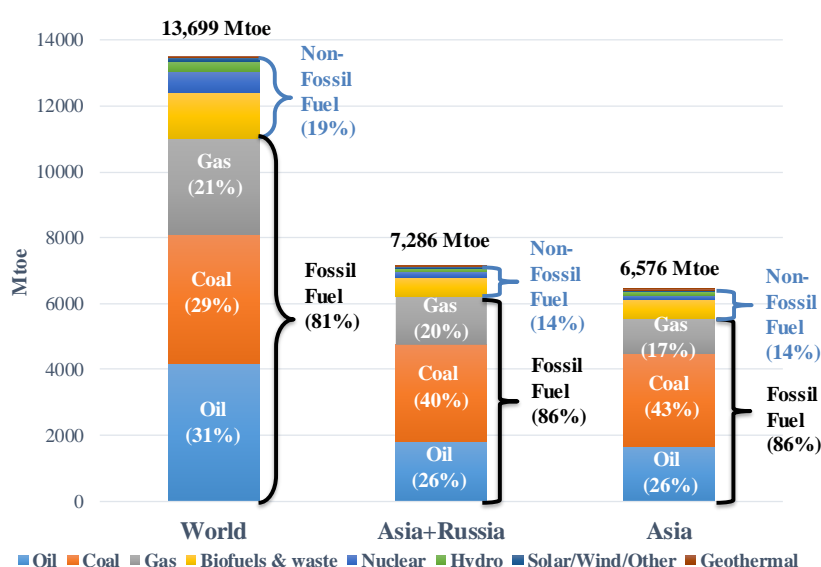 13,699 Mtoe
14000
12000
10000
8000
6000
4000
2000
0
Mtoe
Non-
Fossil
Fuel
(19%)
Gas
(21%)
Coal
(29%)
Oil
(31%)
Fossil
Fuel
(81%)
7,286 Mtoe
Non-
Fossil
Fuel
(14%)
Gas
(20%)
Coal
(40%)
Oil
(26%)
Fossil
Fuel
(86%)
6,576 Mtoe
Non-
Fossil
Fuel
(14%)
Gas
(17%)
Coal
(43%)
Oil
(26%)
Fossil
Fuel
(86%)
World
Asia+Russia
Asia
Oil Coal Gas Biofuels & waste Nuclear Hydro Solar/Wind/Other Geothermal